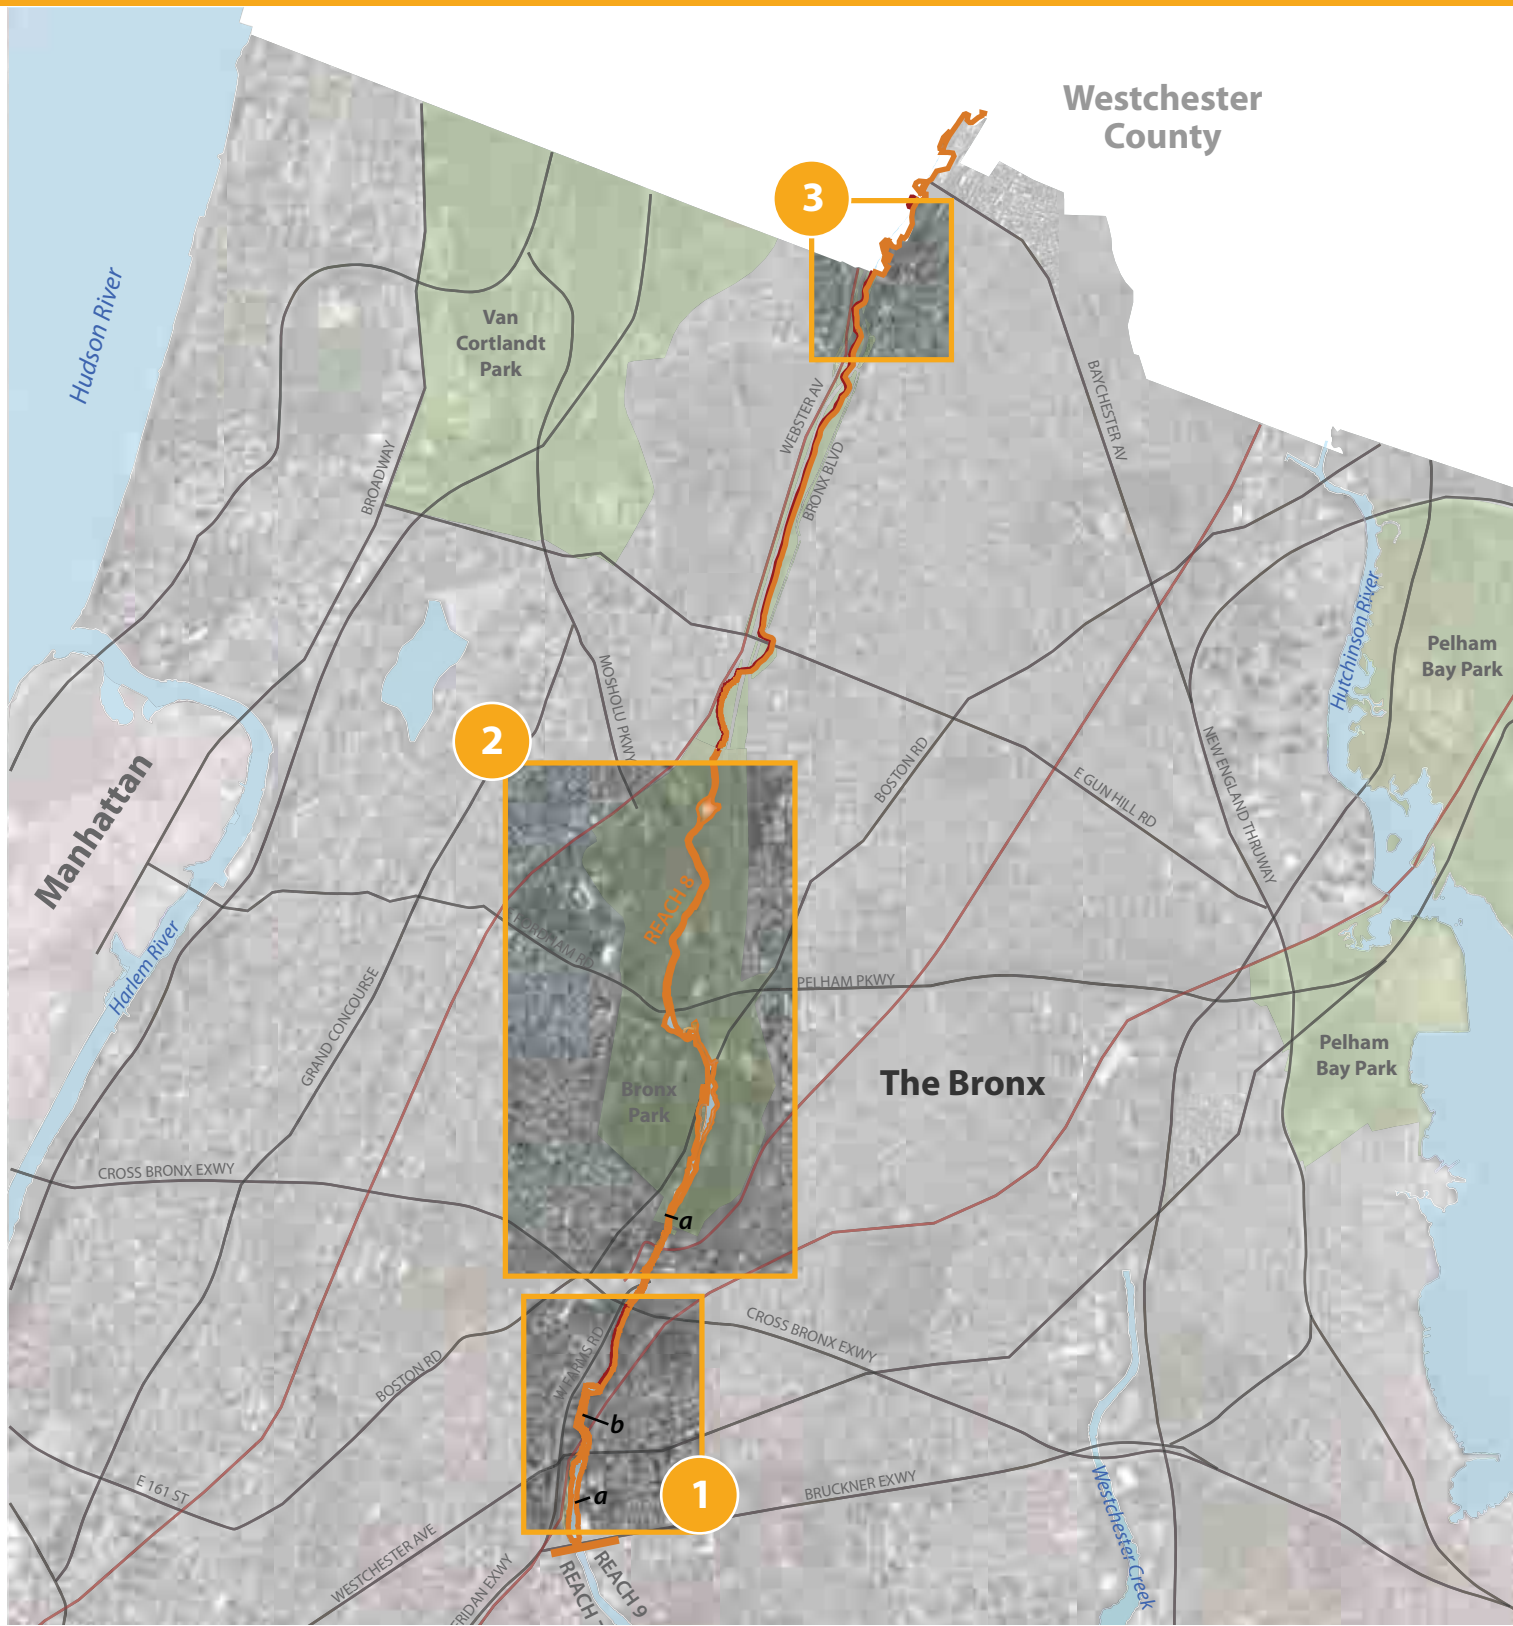 Westchester
County
3
Hudson River
Van
Cortlandt
Park
WEBSTER AV
BRONX BLVD
BAYCHESTER AV
BROADWAY
MOSHOLU PKWY
Hutchinson River
Pelham
Bay Park
2
BOSTON RD
E GUN HILL RD
NEW ENGLAND THRUWAY
Manhattan
REACH 8
FORDHAM RD
Harlem River
GRAND CONCOURSE
PELHAM PKWY
Bronx
Park
The Bronx
Pelham
Bay Park
CROSS BRONX EXWY
a
CROSS BRONX EXWY
W FARMS RD
BOSTON RD
b
a
1
E 161 ST
BRUCKNER EXWY
WESTCHESTER AVE
Westchester Creek
REACH 9
REACH